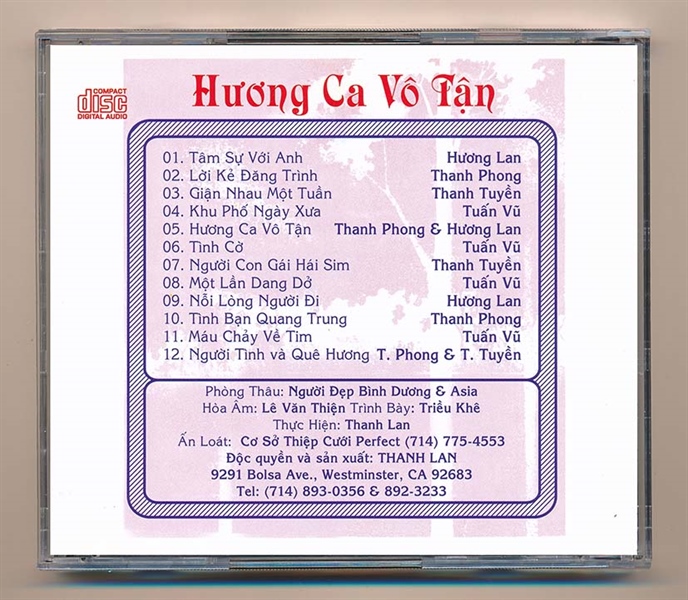 Hương Ca Vô Tận
COMPACT
disc
DIGITAL AUDIO
01. Tâm Sự Với Anh Hương Lan
02. Lời Kẻ Đăng Trình Thanh Phong
03. Giận Nhau Một Tuần Thanh Tuyền
04. Khu Phố Ngày Xưa Tuấn Vũ
05. Hương Ca Vô Tận Thanh Phong & Hương Lan
06. Tình Cờ Tuấn Vũ
07. Người Con Gái Hái Sim Thanh Tuyền
08. Một Lần Dang Dở Tuấn Vũ
09. Nỗi Lòng Người Đi Hương Lan
10. Tình Bạn Quang Trung Thanh Phong
11. Máu Chảy Về Tim Tuấn Vũ
12. Người Tình và Quê Hương T. Phong & T. Tuyền
Phòng Thâu: Người Đẹp Bình Dương & Asia
Hòa Âm: Lê Văn Thiện Trình Bày: Triều Khê
Thực Hiện: Thanh Lan
Ấn Loát: Cơ Sở Thiệp Cưới Perfect (714) 775-4553
Độc quyền và sản xuất: THANH LAN
9291 Bolsa Ave., Westminster, CA 92683
Tel: (714) 893-0356 & 892-3233